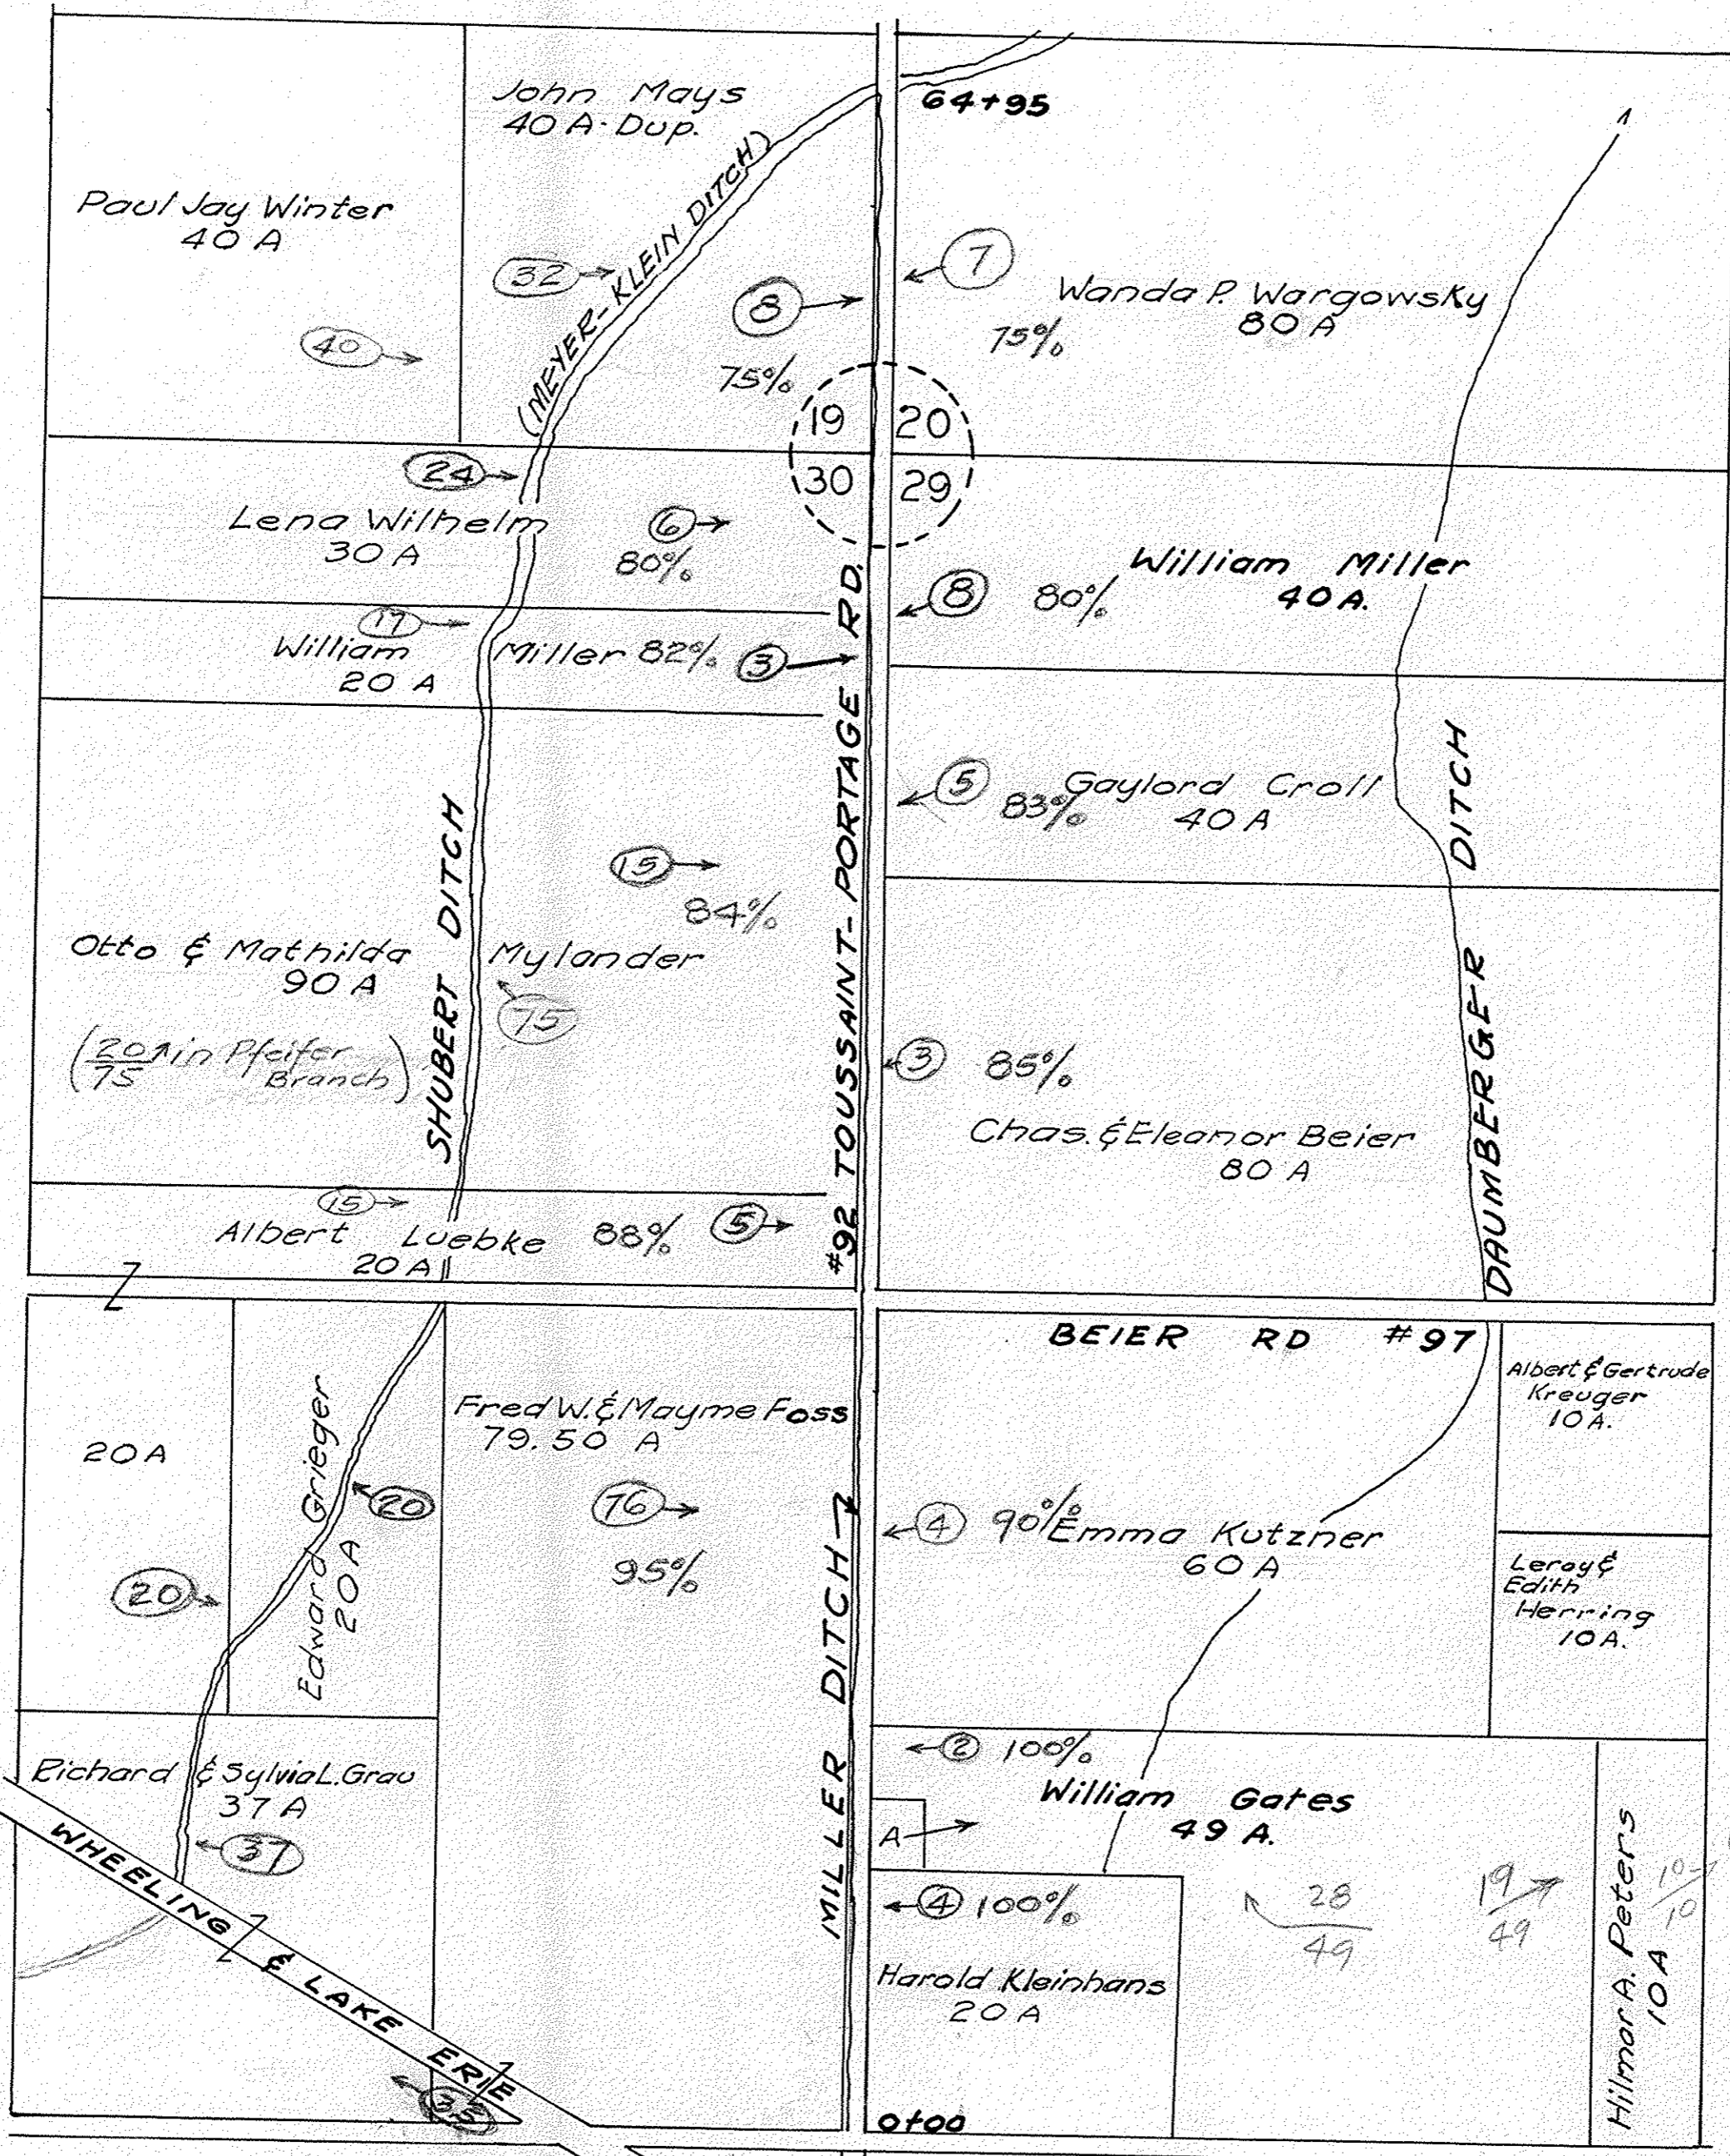 John Mays
40 A. Dup.
64+95
Paul Jay Winter
40 A
(MEYER-KLEIN DITCH)
32
40
8
75%
7
75%
Wanda P. Wargowsky
80 A
19 20
30 29
24
Lena Wilhelm
30 A
6
80%
8 80%
William Miller
40 A.
17
William Miller 82% 3
20 A
5 83%
Gaylord Croll
40 A
15
84%
Otto & Mathilda Mylander
90 A
75
(20/75 in Pfeifer
Branch)
SHUBERT DITCH
#92 TOUSSAINT-PORTAGE RD.
3 85%
Chas. & Eleanor Beier
80 A
DAUMBERGER DITCH
15
Albert Luebke 88% 5
20 A
BEIER RD #97
20 A
20
Edward Grieger
20 A
20
Fred W. & Mayme Foss
79.50 A
76
95%
MILLER DITCH
4 90%
Emma Kutzner
60 A
Albert & Gertrude
Kreuger
10 A.
Leroy &
Edith
Herring
10 A.
Richard & Sylvia L. Grau
37 A
37
WHEELING & LAKE ERIE
2 100%
William Gates
49 A.
A
4 100%
Harold Kleinhans
20 A
28
49
19
49
Hilmar A. Peters
10 A
10
0+00